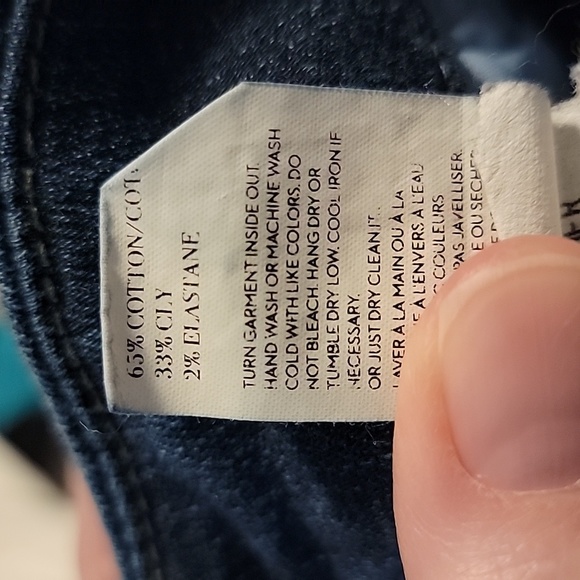 65% COTTON/COT
33% CLY
2% ELASTANE
TURN GARMENT INSIDE OUT.
HAND WASH OR MACHINE WASH
COLD WITH LIKE COLORS. DO
NOT BLEACH. HANG DRY OR
TUMBLE DRY LOW. COOL IRON IF
NECESSARY.
OR JUST DRY CLEAN IT...
LAVER À LA MAIN OU À LA
E À L'ENVERS À L'EAU
COULEURS
PAS JAVELLISER.
E OU SÉCHER